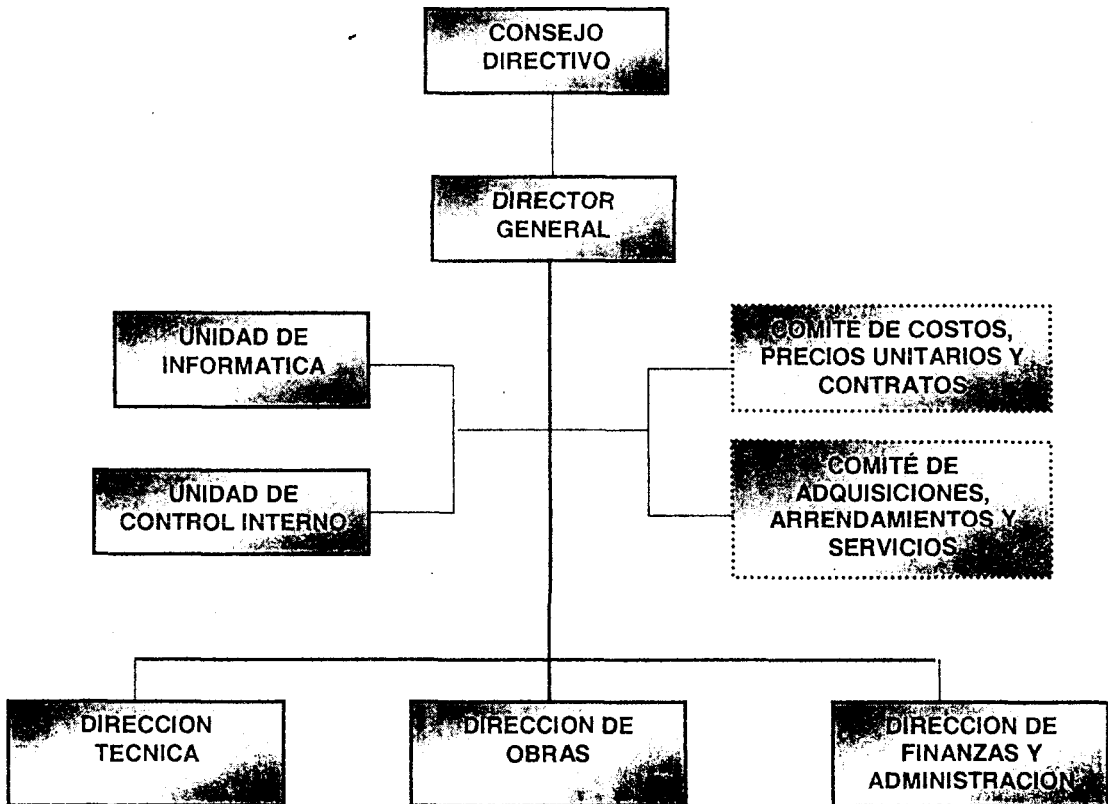 CONSEJO
DIRECTIVO
DIRECTOR
GENERAL
UNIDAD DE
INFORMATICA
COMITE DE COSTOS,
PRECIOS UNITARIOS Y
CONTRATOS
UNIDAD DE
CONTROL INTERNO
COMITÉ DE
ADQUISICIONES,
ARRENDAMIENTOS Y
SERVICIOS
DIRECCION
TECNICA
DIRECCION DE
OBRAS
DIRECCION DE
FINANZAS Y
ADMINISTRACIÓN